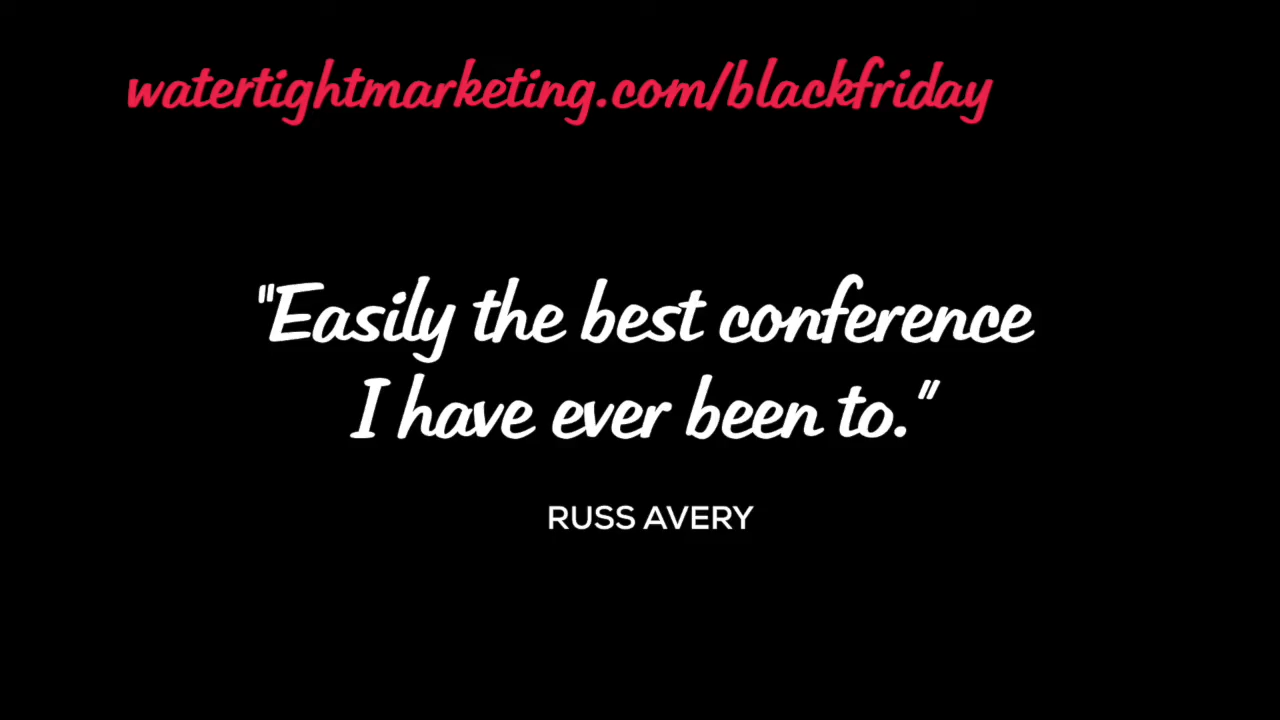 watertightmarketing.com/blackfriday
"Easily the best conference
I have ever been to."
RUSS AVERY